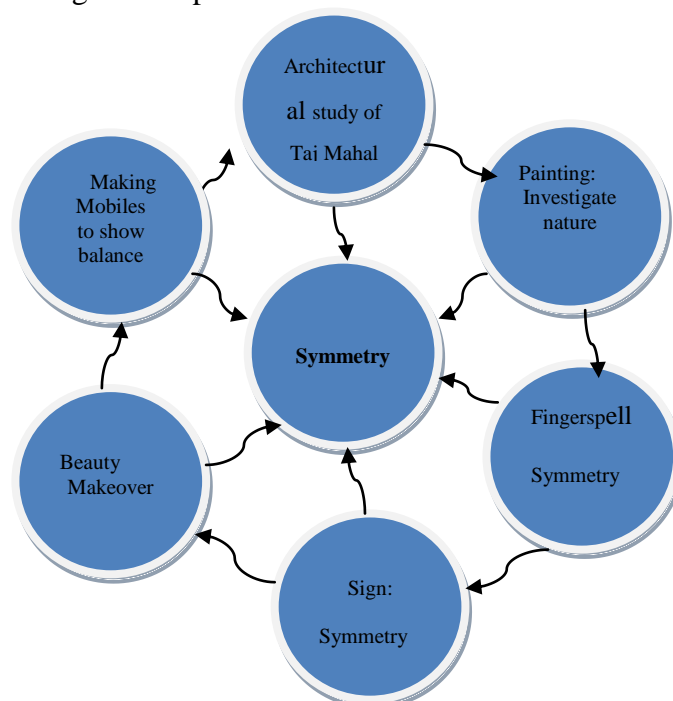 Architectur
al study of
Taj Mahal
Painting:
Investigate
nature
Making
Mobiles
to show
balance
Symmetry
Fingerspell
Symmetry
Beauty
Makeover
Sign:
Symmetry